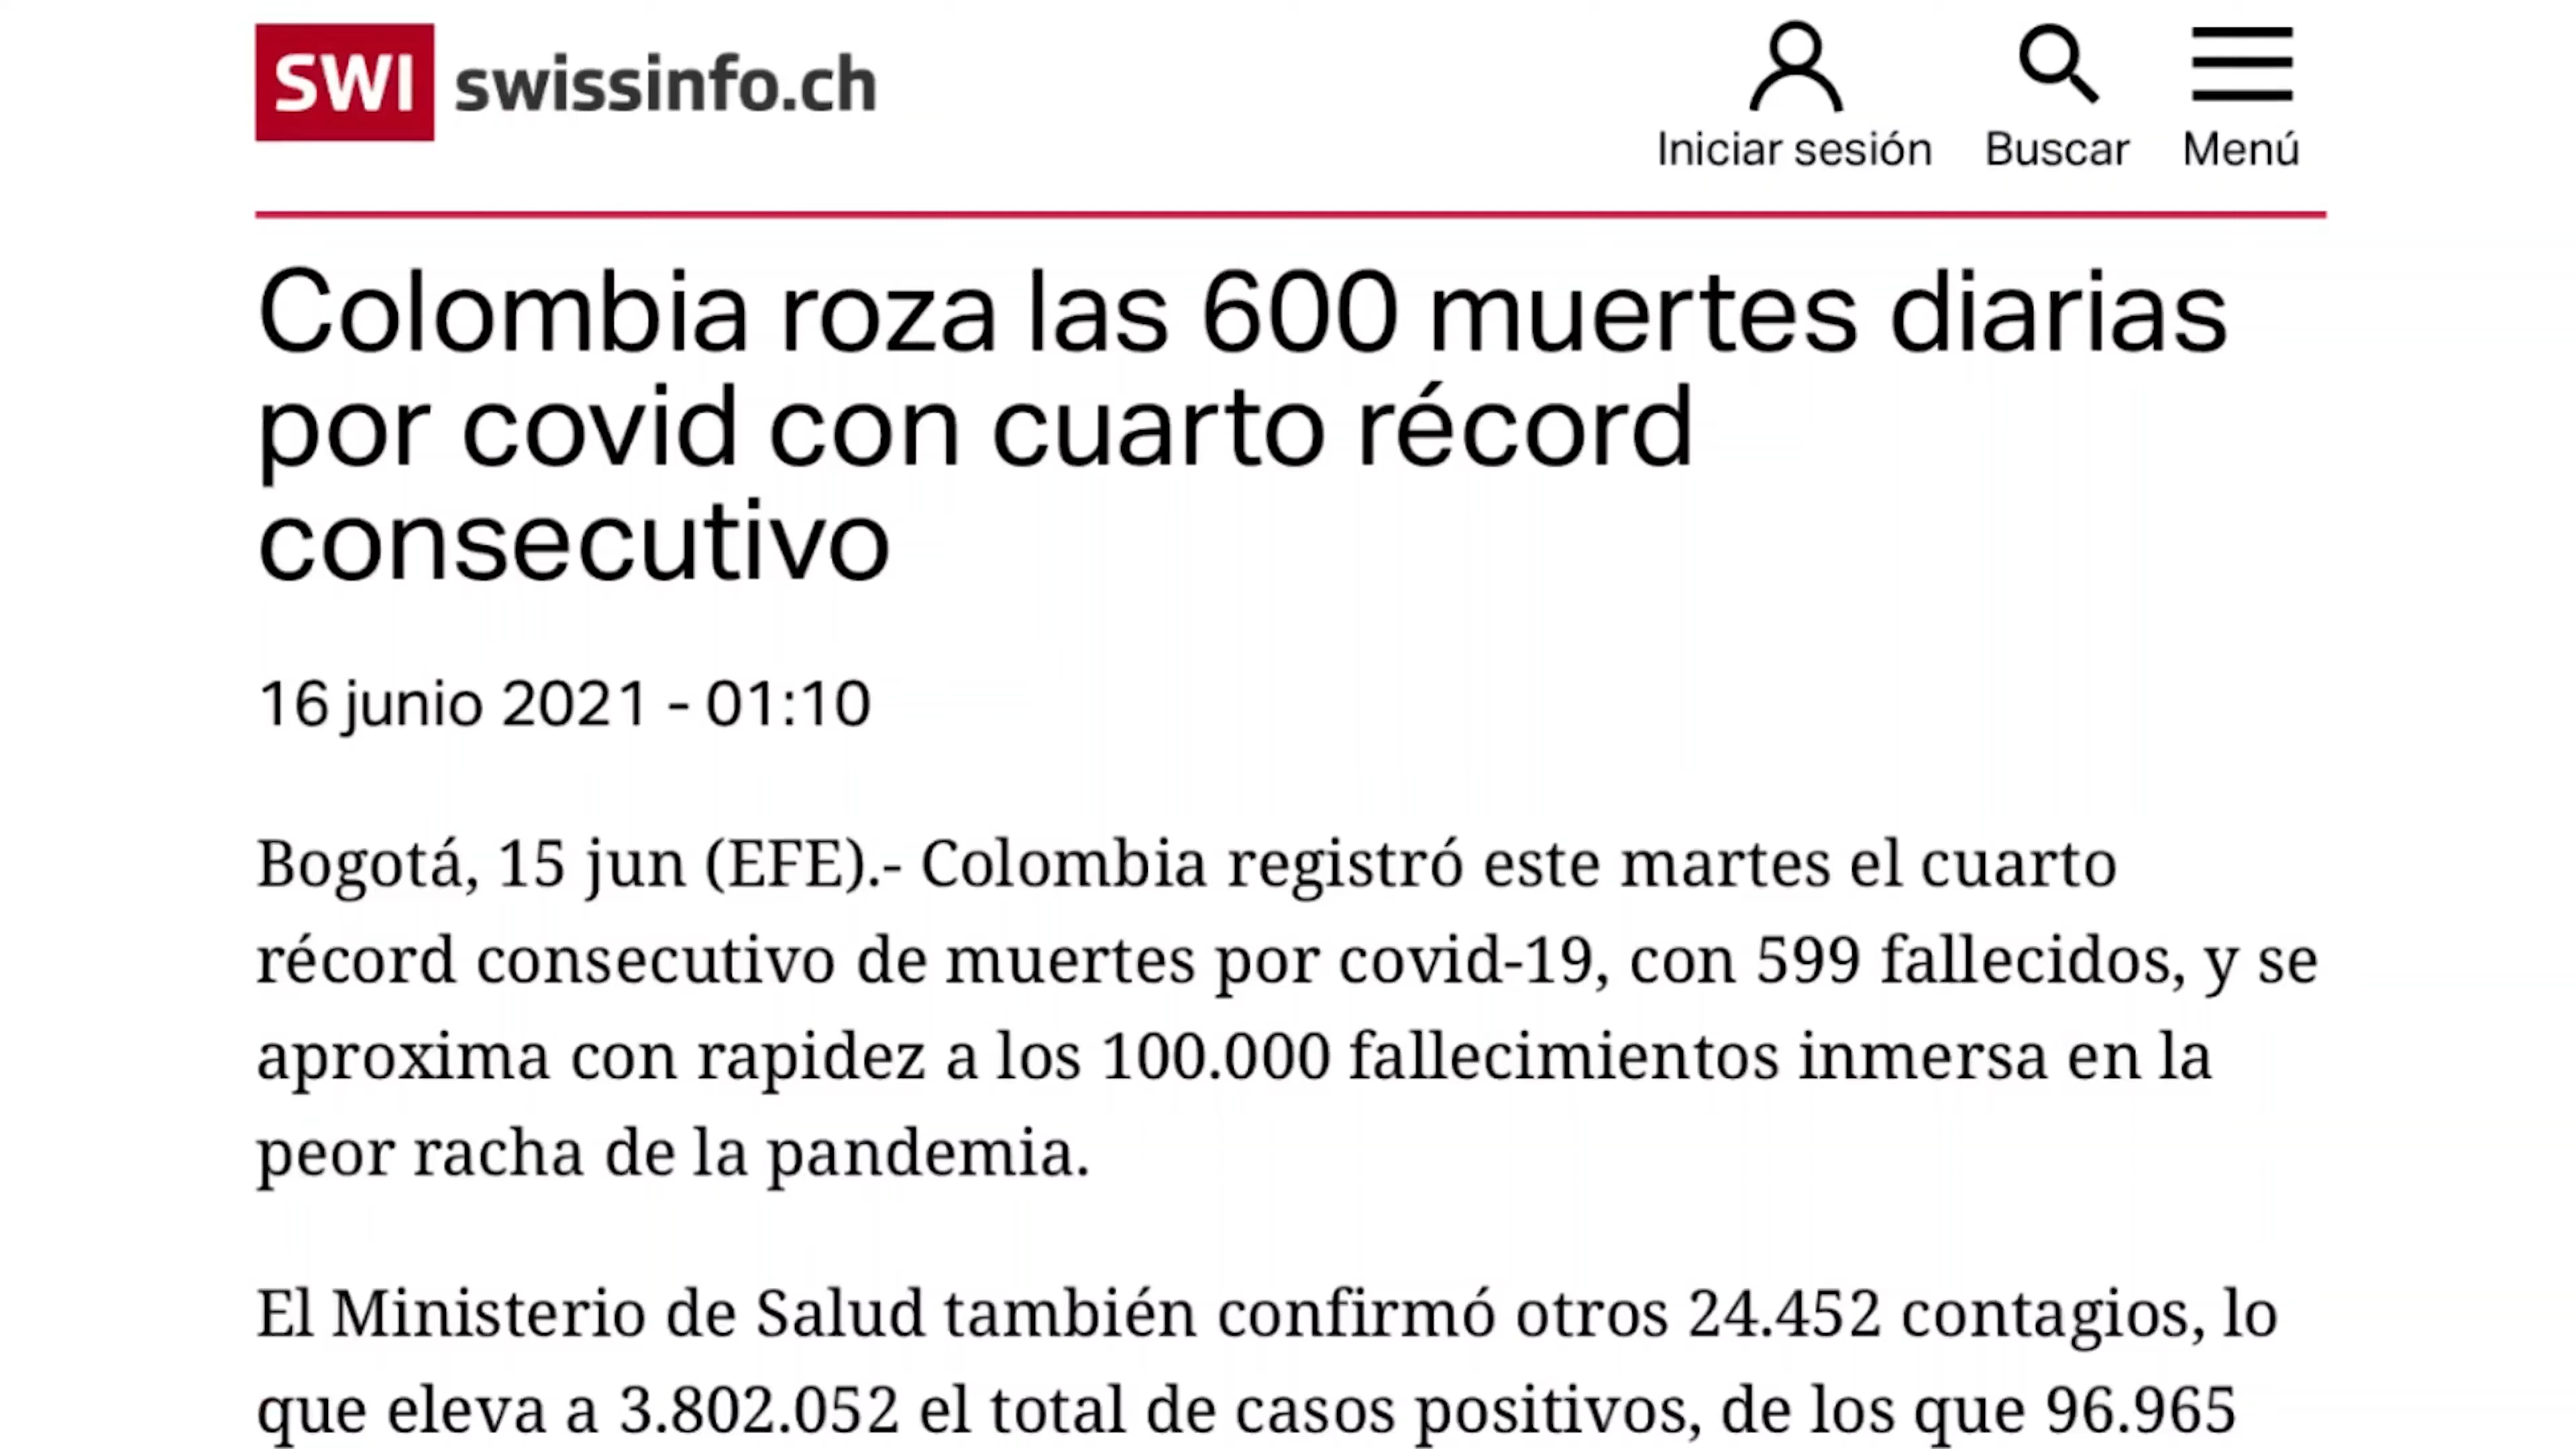 SWI swissinfo.ch
Iniciar sesión Buscar Menú
Colombia roza las 600 muertes diarias
por covid con cuarto récord
consecutivo
16 junio 2021 - 01:10
Bogotá, 15 jun (EFE).- Colombia registró este martes el cuarto
récord consecutivo de muertes por covid-19, con 599 fallecidos, y se
aproxima con rapidez a los 100.000 fallecimientos inmersa en la
peor racha de la pandemia.
El Ministerio de Salud también confirmó otros 24.452 contagios, lo
que eleva a 3.802.052 el total de casos positivos, de los que 96.965